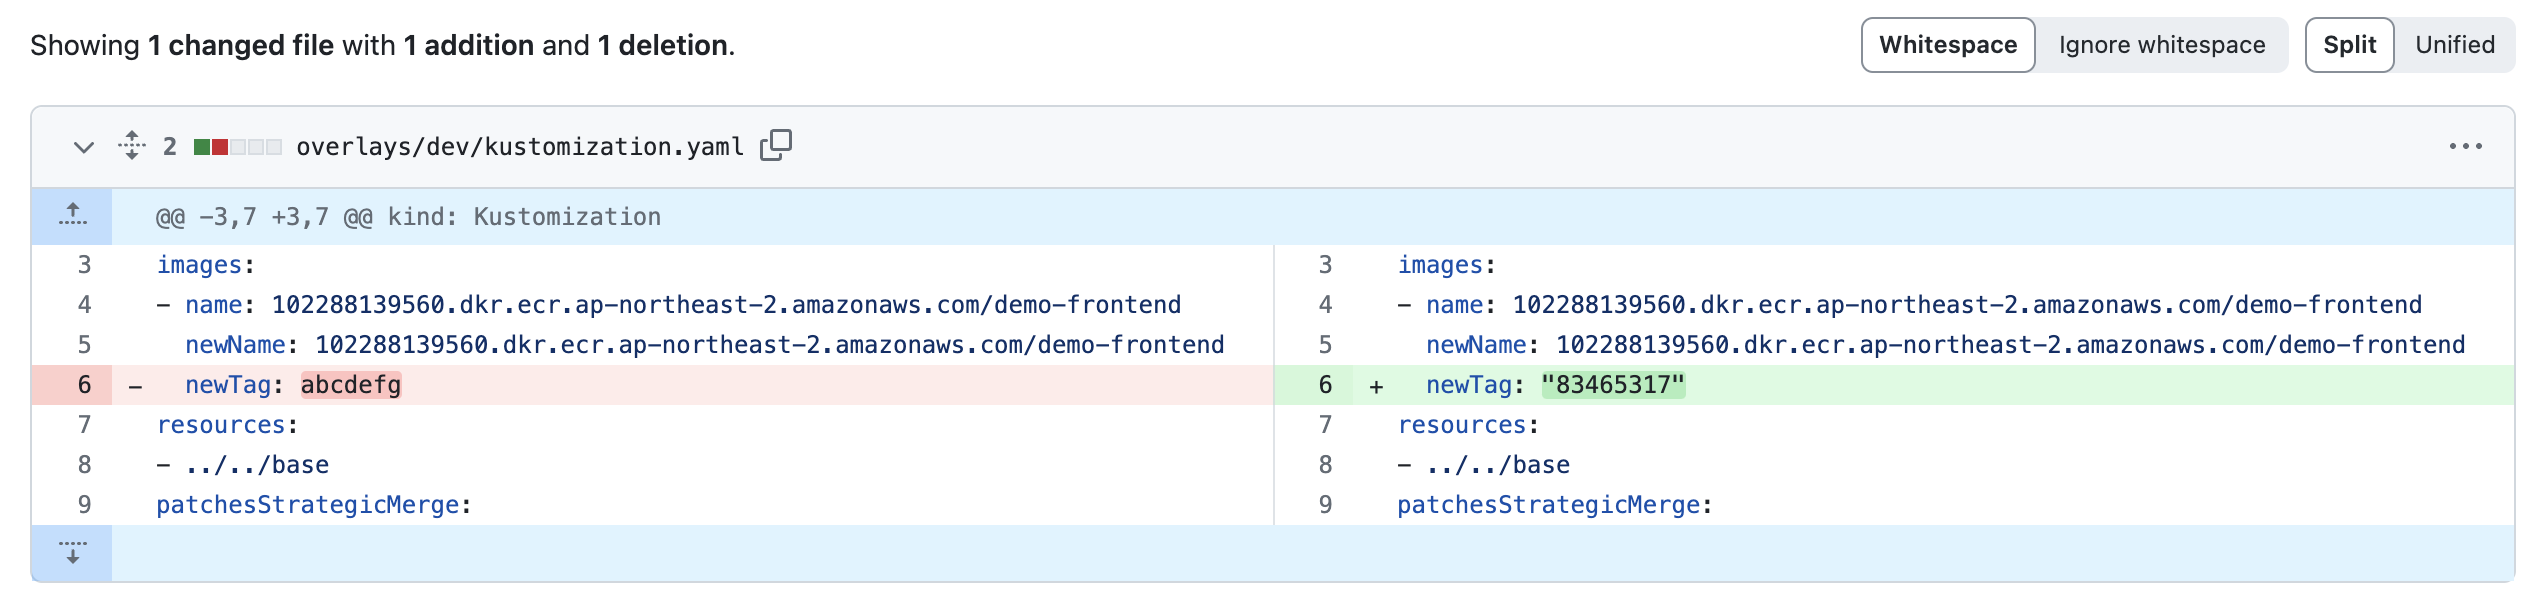 Showing 1 changed file with 1 addition and 1 deletion.
Whitespace Ignore whitespace Split Unified
2 overlays/dev/kustomization.yaml
@@ -3,7 +3,7 @@ kind: Kustomization
3 images:
4 - name: 102288139560.dkr.ecr.ap-northeast-2.amazonaws.com/demo-frontend
5 newName: 102288139560.dkr.ecr.ap-northeast-2.amazonaws.com/demo-frontend
6 - newTag: abcdefg
7 resources:
8 - ../../base
9 patchesStrategicMerge:
3 images:
4 - name: 102288139560.dkr.ecr.ap-northeast-2.amazonaws.com/demo-frontend
5 newName: 102288139560.dkr.ecr.ap-northeast-2.amazonaws.com/demo-frontend
6 + newTag: "83465317"
7 resources:
8 - ../../base
9 patchesStrategicMerge: